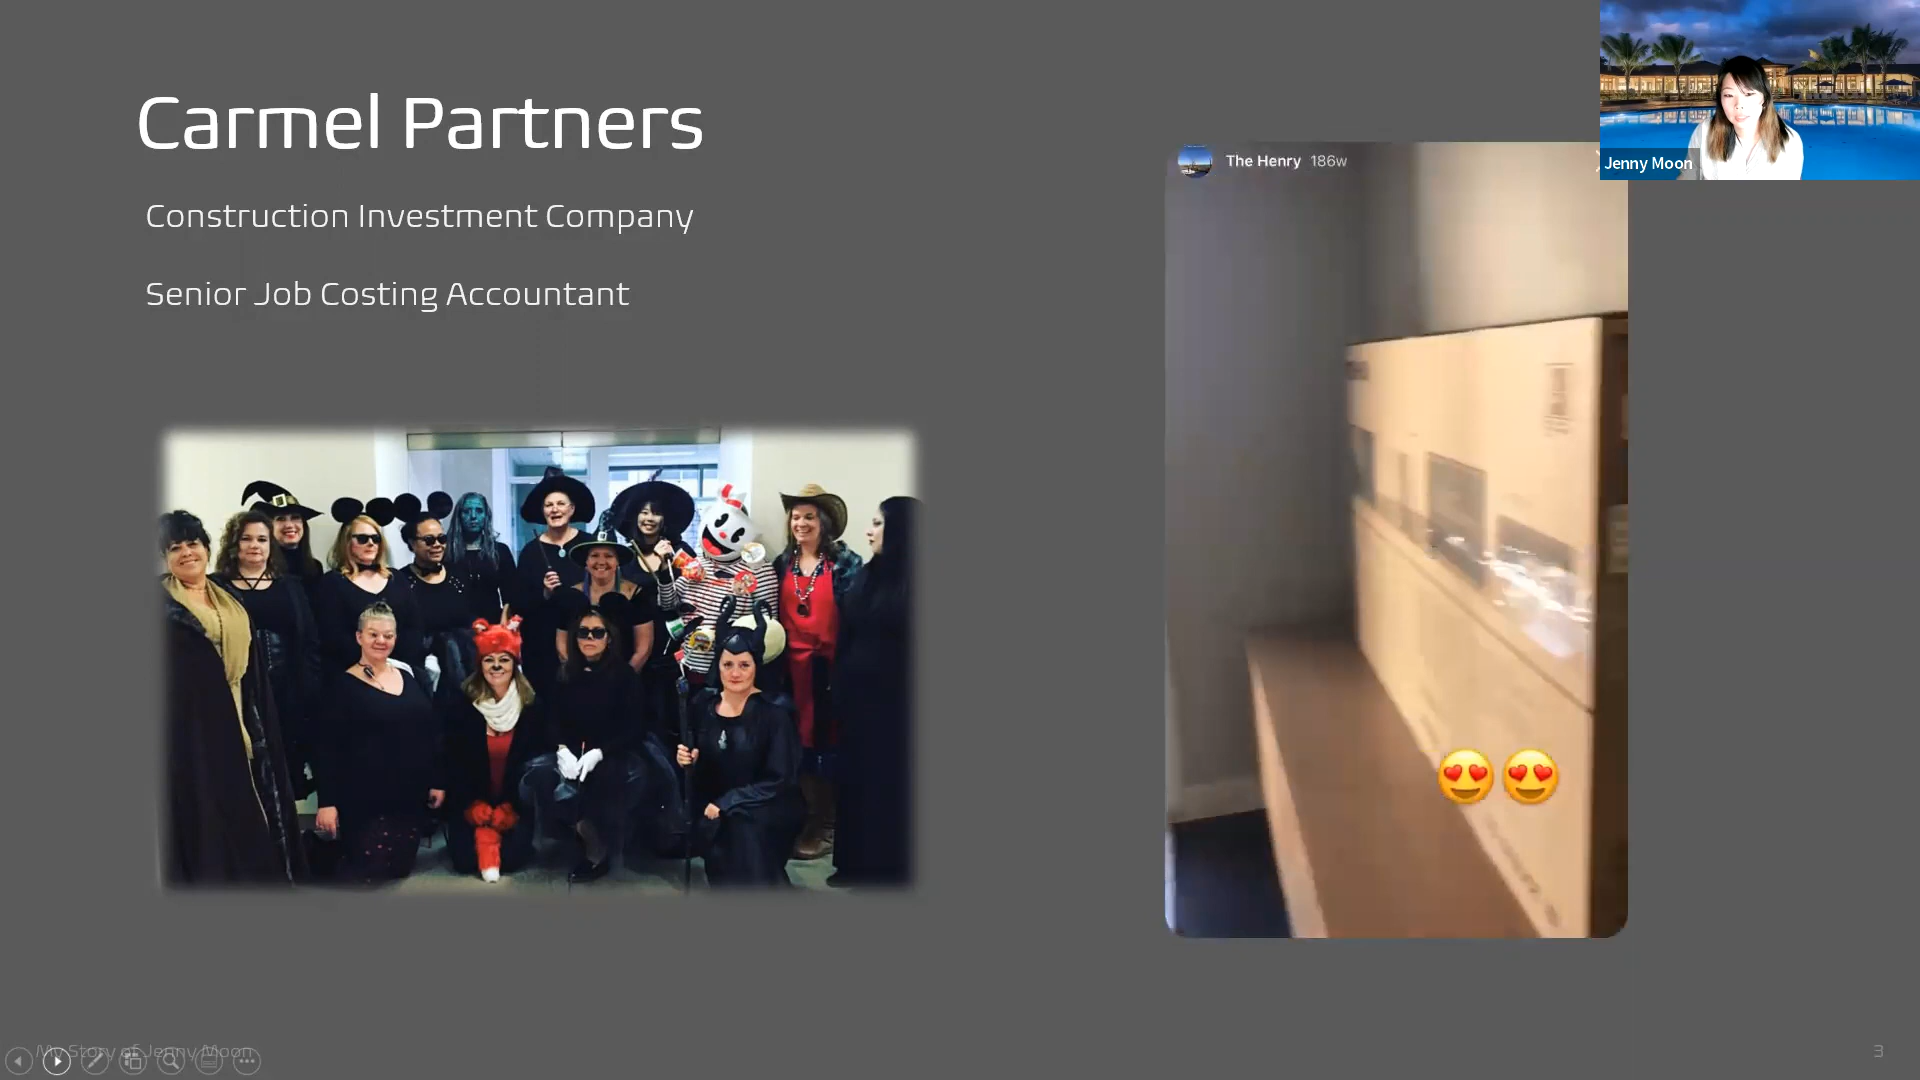 Carmel Partners
Construction Investment Company
Senior Job Costing Accountant
The Henry 186w
Jenny Moon
My Story of Jenny Moon
3